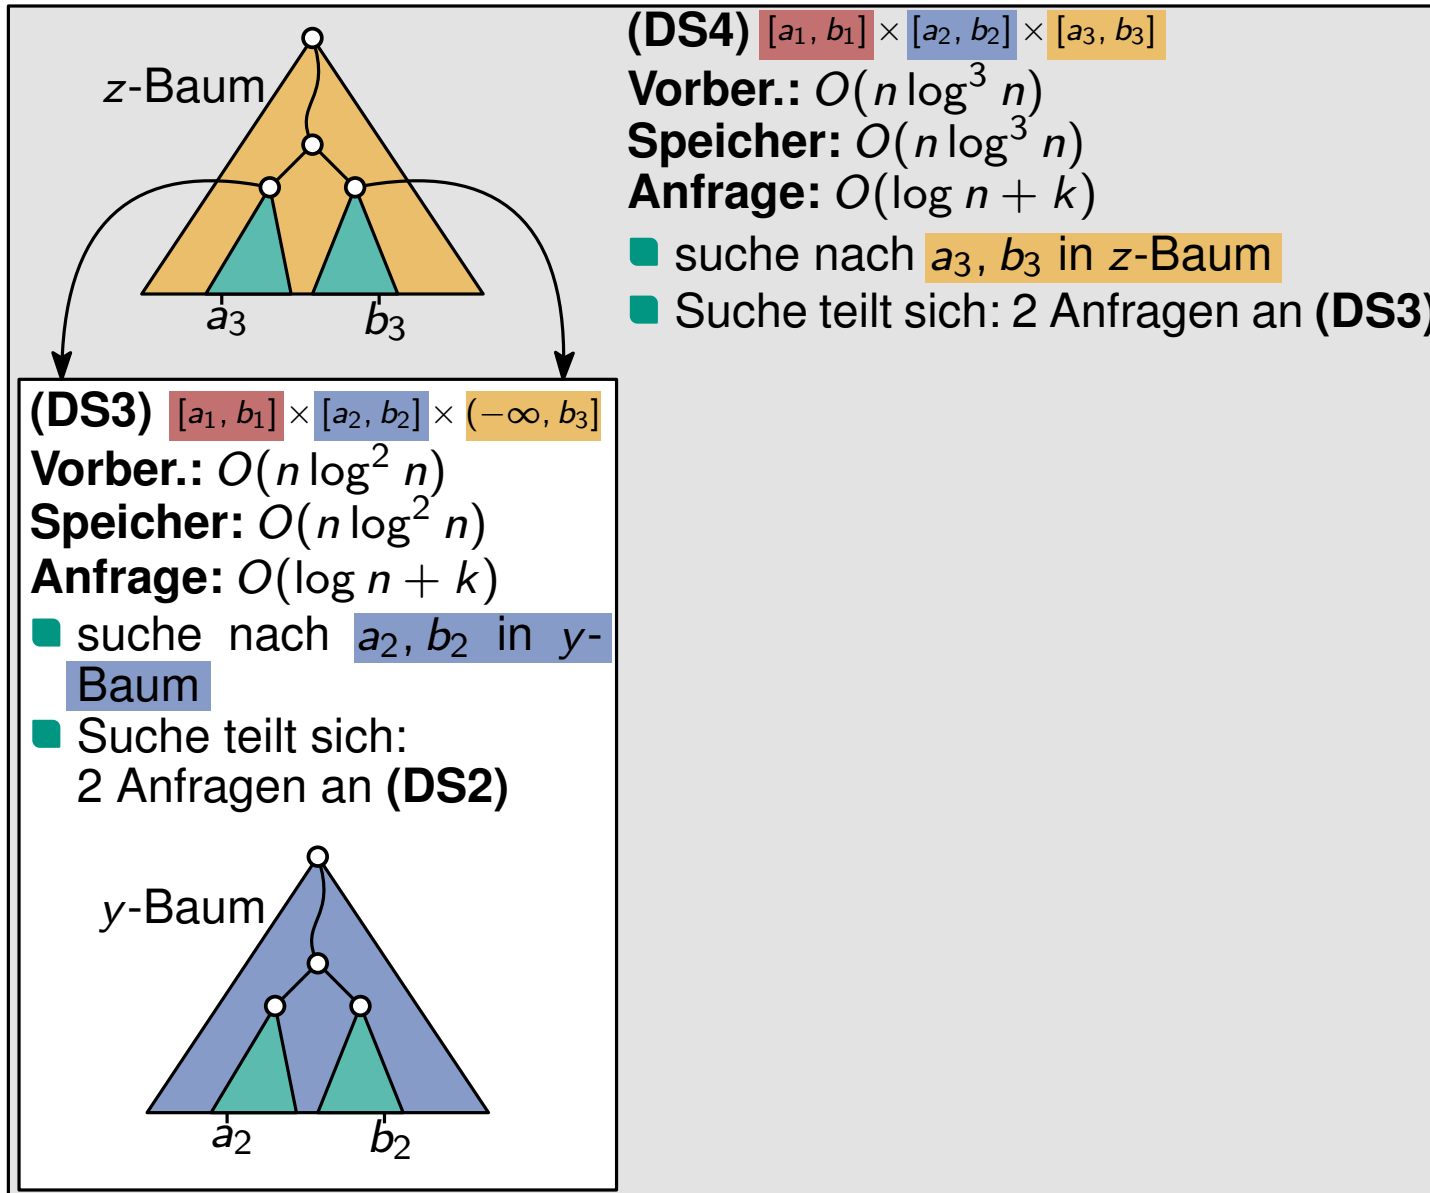 z-Baum
a₃
b₃
(DS4) [a₁, b₁] × [a₂, b₂] × [a₃, b₃]
Vorber.: O(n log³ n)
Speicher: O(n log³ n)
Anfrage: O(log n + k)
suche nach a₃, b₃ in z-Baum
Suche teilt sich: 2 Anfragen an (DS3)
(DS3) [a₁, b₁] × [a₂, b₂] × (−∞, b₃]
Vorber.: O(n log² n)
Speicher: O(n log² n)
Anfrage: O(log n + k)
suche nach a₂, b₂ in y-
Baum
Suche teilt sich:
2 Anfragen an (DS2)
y-Baum
a₂
b₂